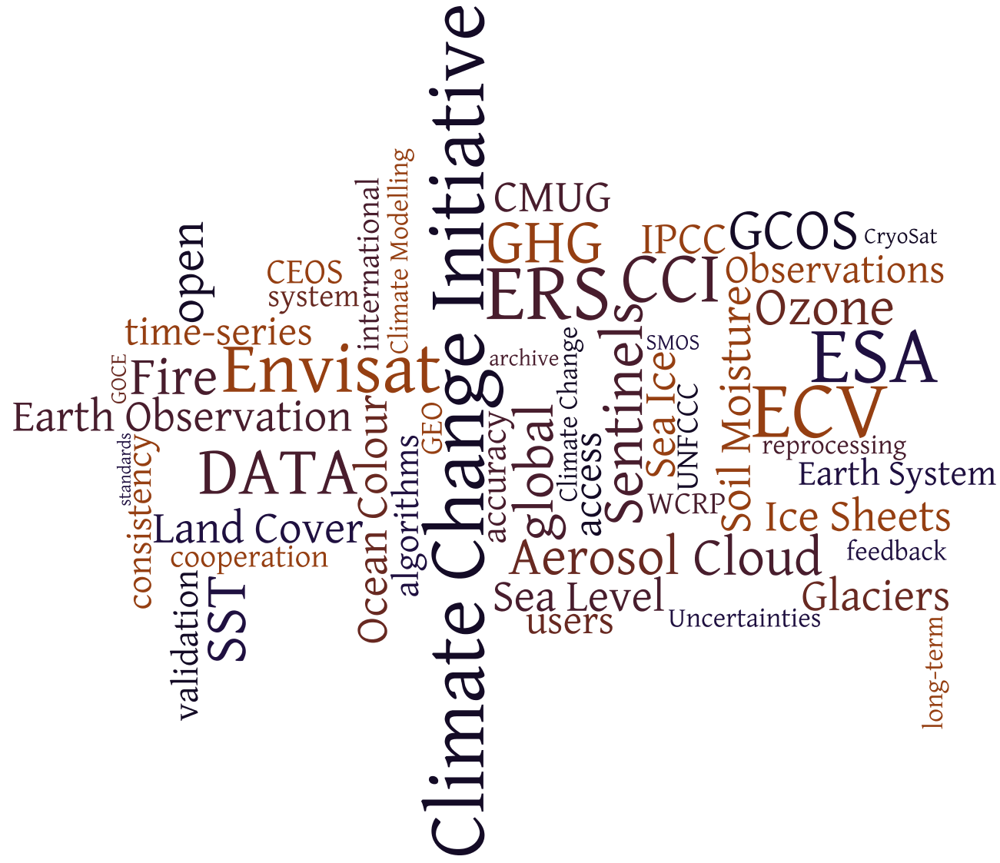 Climate Change Initiative
CMUG
GHG
IPCC
GCOS
CryoSat
open
international
Climate Modelling
CEOS
system
ERS
CCI
Observations
Ozone
time-series
Envisat
archive
Climate Change
Sentinels
SMOS
Sea Ice
Soil Moisture
ESA
GOCE
Fire
Earth Observation
Ocean Colour
GEO
accuracy
global
access
UNFCCC
ECV
reprocessing
Earth System
standards
consistency
DATA
algorithms
WCRP
Ice Sheets
Land Cover
cooperation
Aerosol
Cloud
feedback
validation
SST
Sea Level
Glaciers
users
Uncertainties
long-term